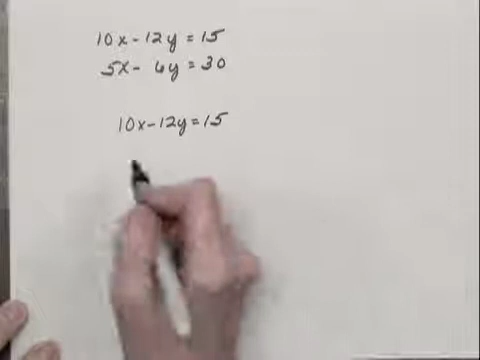 10x - 12y = 15
5x - 6y = 30
10x - 12y = 15